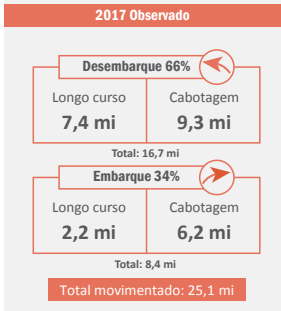 2017 Observado
Desembarque 66%
Longo curso
7,4 mi
Cabotagem
9,3 mi
Total: 16,7 mi
Embarque 34%
Longo curso
2,2 mi
Cabotagem
6,2 mi
Total: 8,4 mi
Total movimentado: 25,1 mi